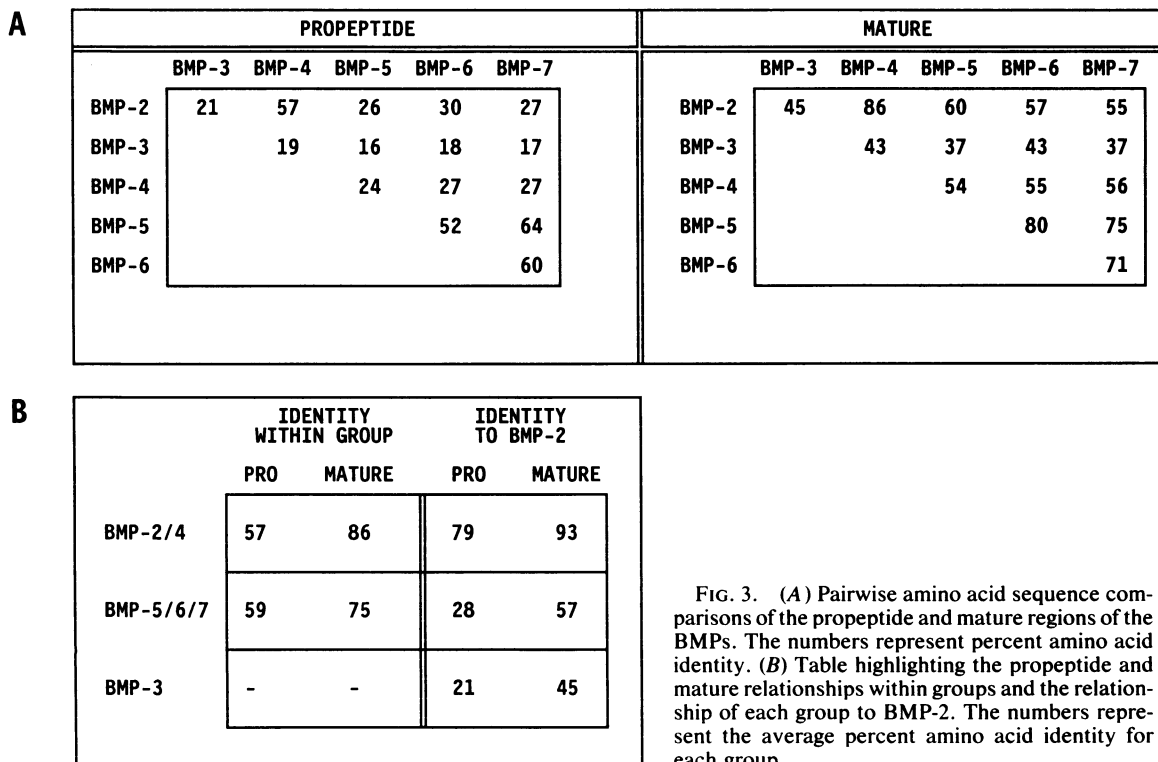 A
PROPEPTIDE
BMP-3 BMP-4 BMP-5 BMP-6 BMP-7
BMP-2 21 57 26 30 27
BMP-3 19 16 18 17
BMP-4 24 27 27
BMP-5 52 64
BMP-6 60
MATURE
BMP-3 BMP-4 BMP-5 BMP-6 BMP-7
BMP-2 45 86 60 57 55
BMP-3 43 37 43 37
BMP-4 54 55 56
BMP-5 80 75
BMP-6 71
B
IDENTITY IDENTITY
WITHIN GROUP TO BMP-2
PRO MATURE PRO MATURE
BMP-2/4 57 86 79 93
BMP-5/6/7 59 75 28 57
BMP-3 - - 21 45
FIG. 3. (A) Pairwise amino acid sequence com-
parisons of the propeptide and mature regions of the
BMPs. The numbers represent percent amino acid
identity. (B) Table highlighting the propeptide and
mature relationships within groups and the relation-
ship of each group to BMP-2. The numbers repre-
sent the average percent amino acid identity for
each group